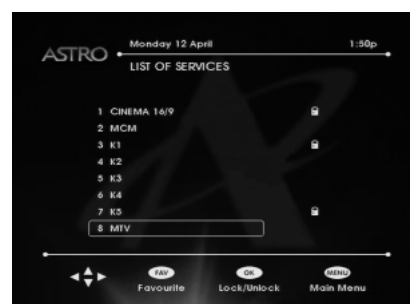 ASTRO
Monday 12 April 1:50p
LIST OF SERVICES
1 CINEMA 16/9
2 MCM
3 K1
4 K2
5 K3
6 K4
7 K5
8 MTV
FAV OK MENU
Favourite Lock/Unlock Main Menu